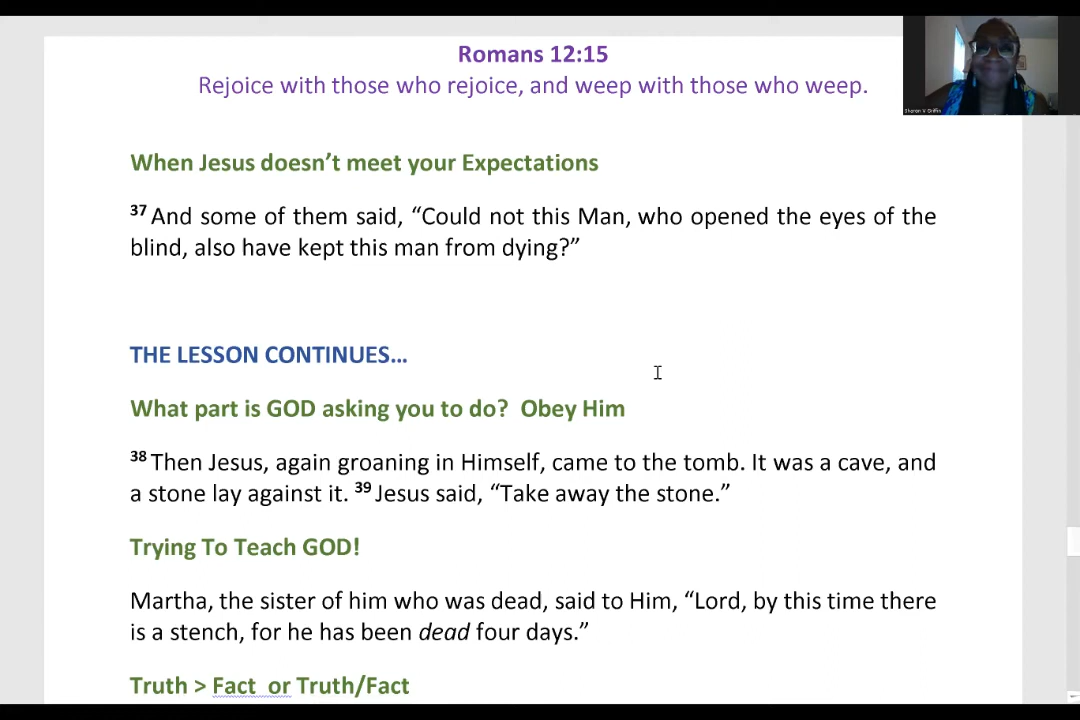 Romans 12:15
Rejoice with those who rejoice, and weep with those who weep.
Sharon V Griffin
When Jesus doesn’t meet your Expectations
37 And some of them said, “Could not this Man, who opened the eyes of the
blind, also have kept this man from dying?”
THE LESSON CONTINUES...
What part is GOD asking you to do?  Obey Him
38 Then Jesus, again groaning in Himself, came to the tomb. It was a cave, and
a stone lay against it. 39 Jesus said, “Take away the stone.”
Trying To Teach GOD!
Martha, the sister of him who was dead, said to Him, “Lord, by this time there
is a stench, for he has been dead four days.”
Truth > Fact  or Truth/Fact